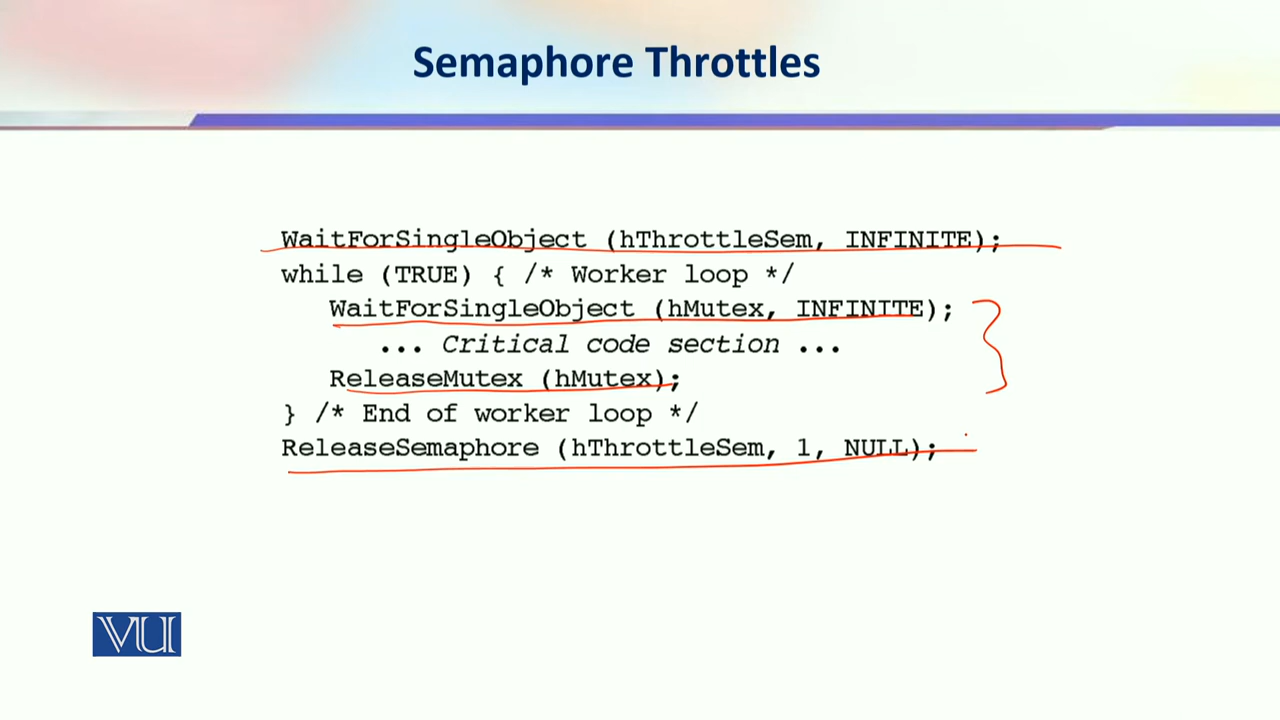 Semaphore Throttles
WaitForSingleObject (hThrottleSem, INFINITE);
while (TRUE) { /* Worker loop */
WaitForSingleObject (hMutex, INFINITE);
... Critical code section ...
ReleaseMutex (hMutex);
} /* End of worker loop */
ReleaseSemaphore (hThrottleSem, 1, NULL);
VU